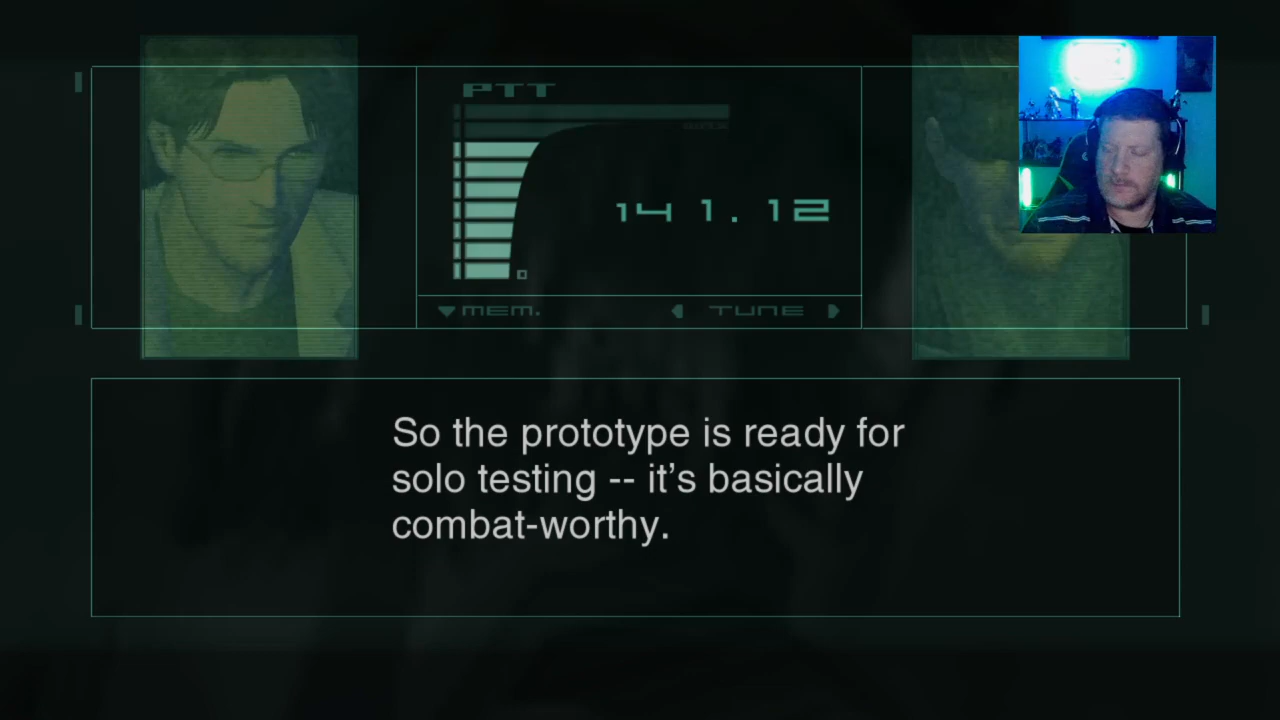 PTT
141.12
MEM.
TUNE
So the prototype is ready for
solo testing -- it's basically
combat-worthy.